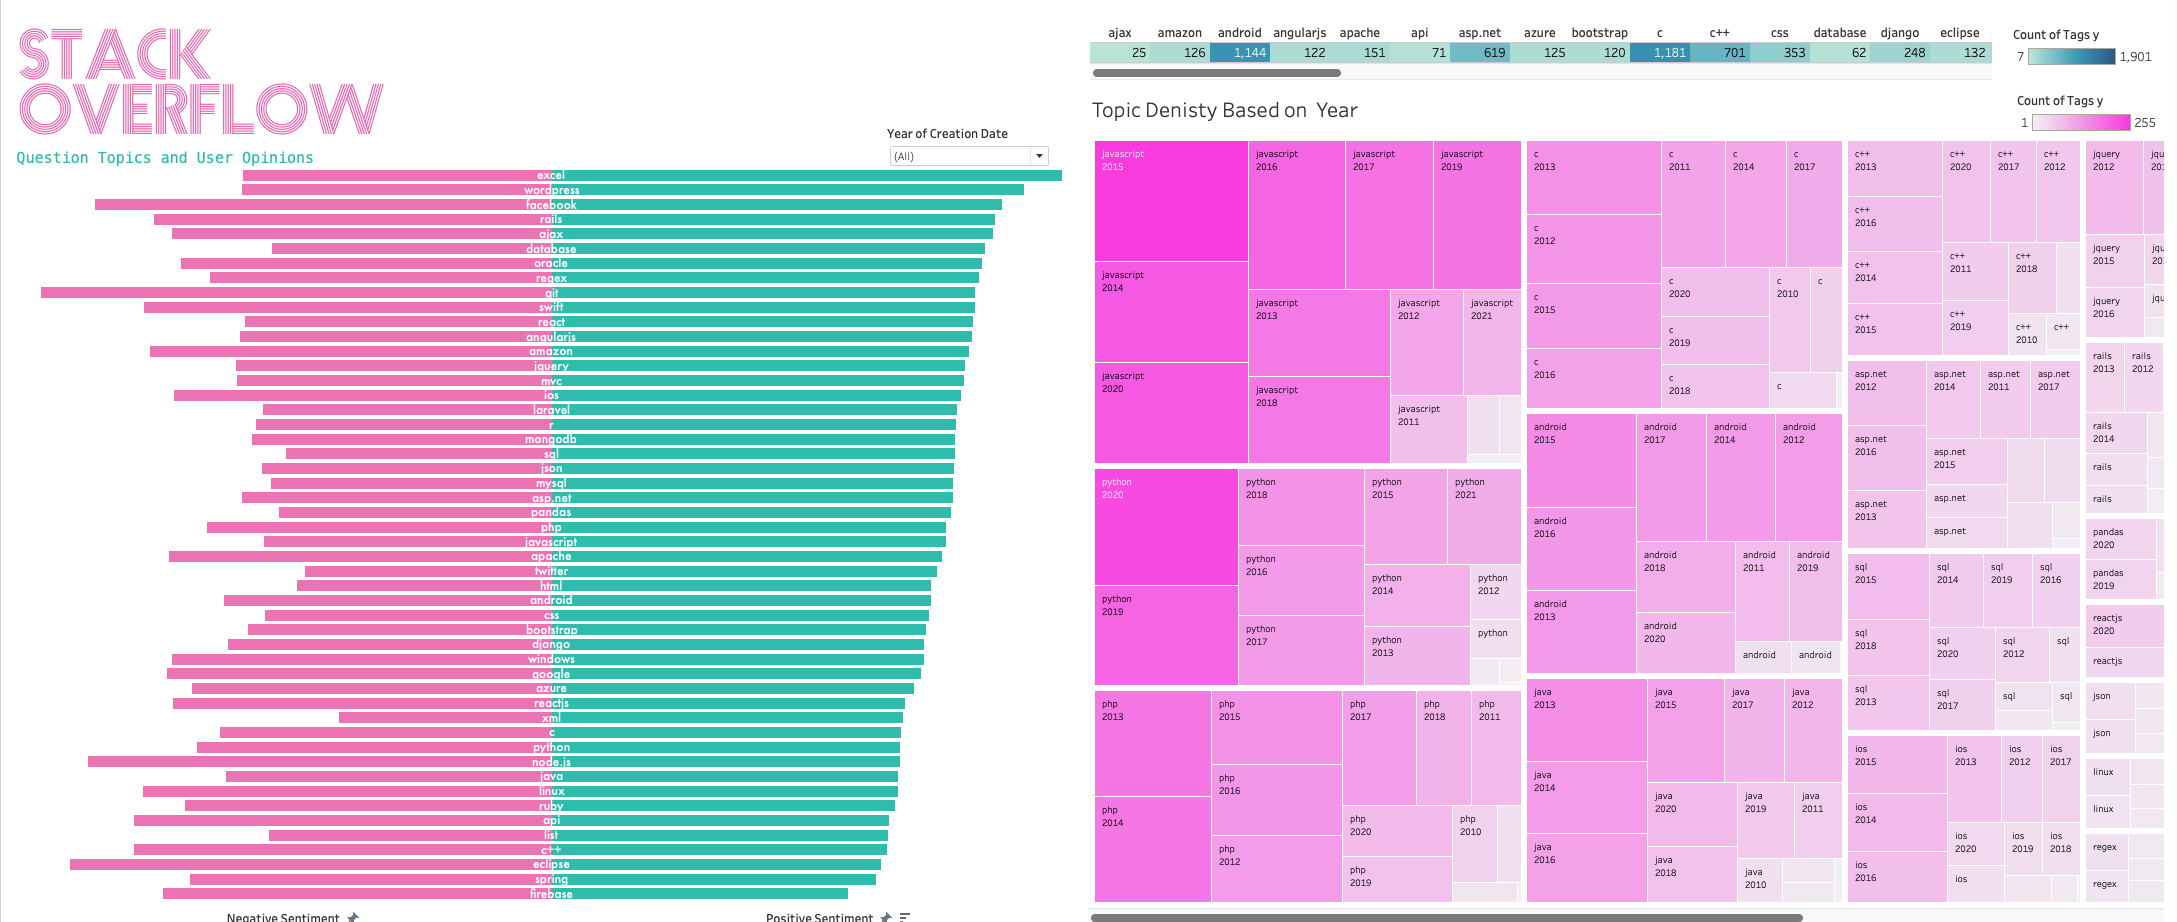 STACK
OVERFLOW
Question Topics and User Opinions
Year of Creation Date
(All)
excel
wordpress
facebook
rails
ajax
database
oracle
regex
git
swift
react
angularjs
amazon
jquery
mvc
ios
laravel
r
mongodb
sql
json
mysql
asp.net
pandas
php
javascript
apache
twitter
html
android
css
bootstrap
django
windows
google
azure
reactjs
xml
c
python
node.js
java
linux
ruby
api
list
c++
eclipse
spring
firebase
Negative Sentiment
Positive Sentiment
ajax amazon android angularjs apache api asp.net azure bootstrap c c++ css database django eclipse
25 126 1,144 122 151 71 619 125 120 1,181 701 353 62 248 132
Count of Tags y
7 1,901
Count of Tags y
1 255
Topic Denisty Based on Year
javascript
2015
javascript
2014
javascript
2020
javascript
2016
javascript
2017
javascript
2019
javascript
2013
javascript
2018
javascript
2012
javascript
2021
javascript
2011
python
2020
python
2019
python
2018
python
2016
python
2017
python
2015
python
2021
python
2014
python
2013
python
2012
python
php
2013
php
2014
php
2015
php
2016
php
2012
php
2017
php
2018
php
2011
php
2020
php
2019
php
2010
c
2013
c
2012
c
2015
c
2016
c
2011
c
2014
c
2017
c
2020
c
2019
c
2018
c
2010
c
c
android
2015
android
2016
android
2013
android
2017
android
2014
android
2012
android
2018
android
2020
android
2011
android
2019
android
android
java
2013
java
2014
java
2016
java
2015
java
2017
java
2012
java
2020
java
2018
java
2019
java
2011
java
2010
c++
2013
c++
2016
c++
2014
c++
2015
c++
2020
c++
2017
c++
2012
c++
2011
c++
2019
c++
2018
c++
2010
c++
asp.net
2012
asp.net
2016
asp.net
2013
asp.net
2014
asp.net
2011
asp.net
2017
asp.net
2015
asp.net
asp.net
sql
2015
sql
2018
sql
2013
sql
2014
sql
2019
sql
2016
sql
2020
sql
2017
sql
2012
sql
sql
sql
ios
2015
ios
2014
ios
2016
ios
2013
ios
2012
ios
2017
ios
2020
ios
2019
ios
2018
ios
jquery
2012
jquery
2015
jquery
2016
rails
2013
rails
2012
rails
2014
rails
rails
pandas
2020
pandas
2019
reactjs
2020
reactjs
json
json
linux
linux
regex
regex